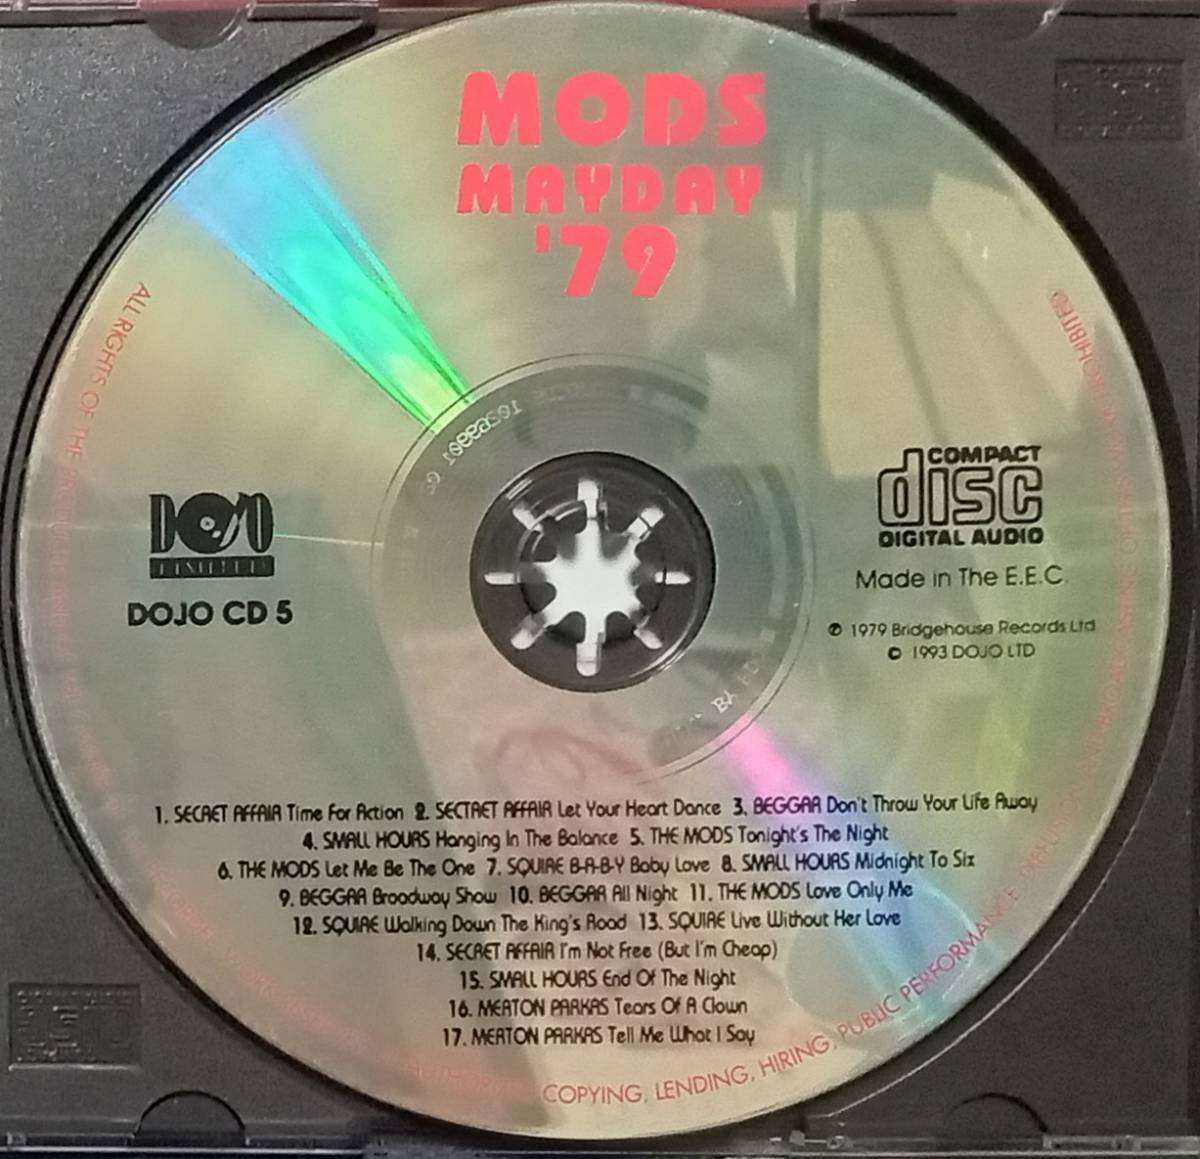 MODS
MAYDAY
'79
DOJO
DOJO CD 5
COMPACT
disc
DIGITAL AUDIO
Made in The E.E.C.
℗ 1979 Bridgehouse Records Ltd
© 1993 DOJO LTD
1. SECRET AFFAIR Time For Action 2. SECTRET AFFAIR Let Your Heart Dance 3. BEGGAR Don't Throw Your Life Away
4. SMALL HOURS Hanging In The Balance 5. THE MODS Tonight's The Night
6. THE MODS Let Me Be The One 7. SQUIRE B-A-B-Y Baby Love 8. SMALL HOURS Midnight To Six
9. BEGGAR Broadway Show 10. BEGGAR All Night 11. THE MODS Love Only Me
12. SQUIRE Walking Down The King's Road 13. SQUIRE Live Without Her Love
14. SECRET AFFAIR I'm Not Free (But I'm Cheap)
15. SMALL HOURS End Of The Night
16. MERTON PARKAS Tears Of A Clown
17. MERTON PARKAS Tell Me What I Say
ALL RIGHTS OF THE
COPYING, LENDING, HIRING, PUBLIC PERFORMANCE, PROHIBITED